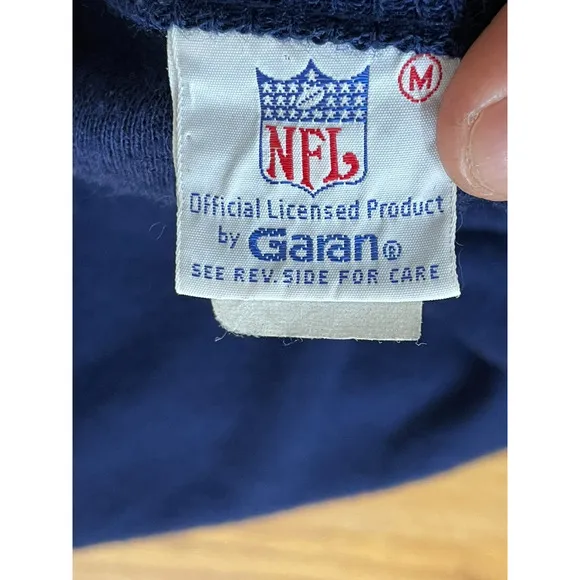 M
NFL
Official Licensed Product
by Garan®
SEE REV. SIDE FOR CARE